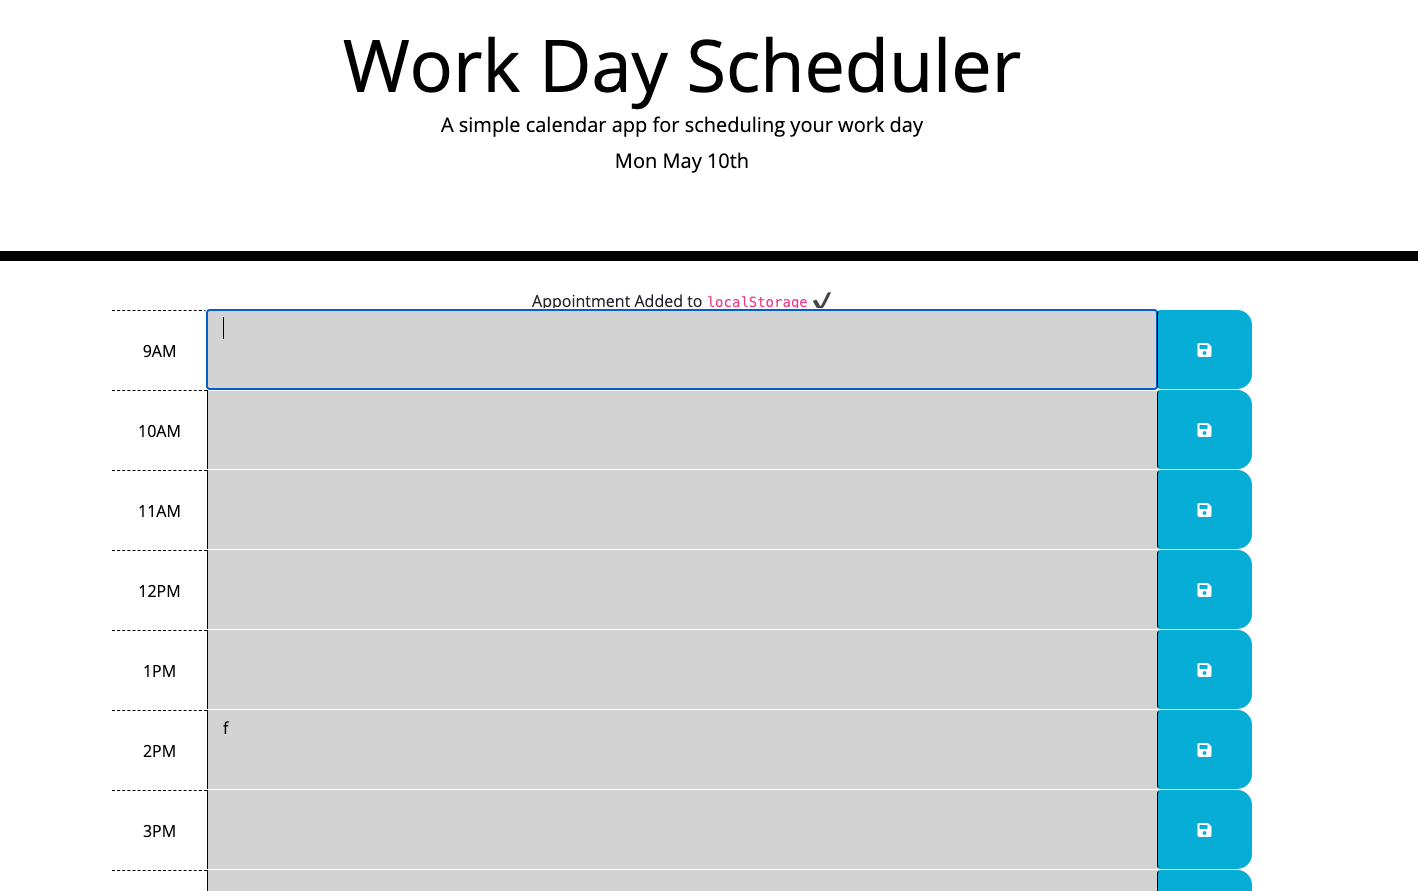 Work Day Scheduler
A simple calendar app for scheduling your work day
Mon May 10th
Appointment Added to localStorage ✔
9AM
10AM
11AM
12PM
1PM
2PM f
3PM